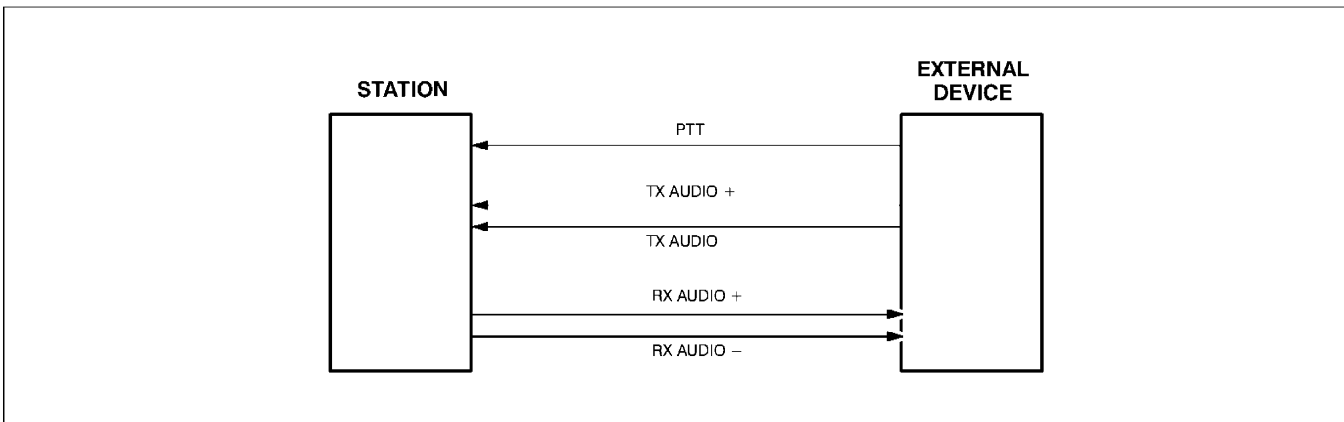 STATION
EXTERNAL
DEVICE
PTT
TX AUDIO +
TX AUDIO
RX AUDIO +
RX AUDIO −